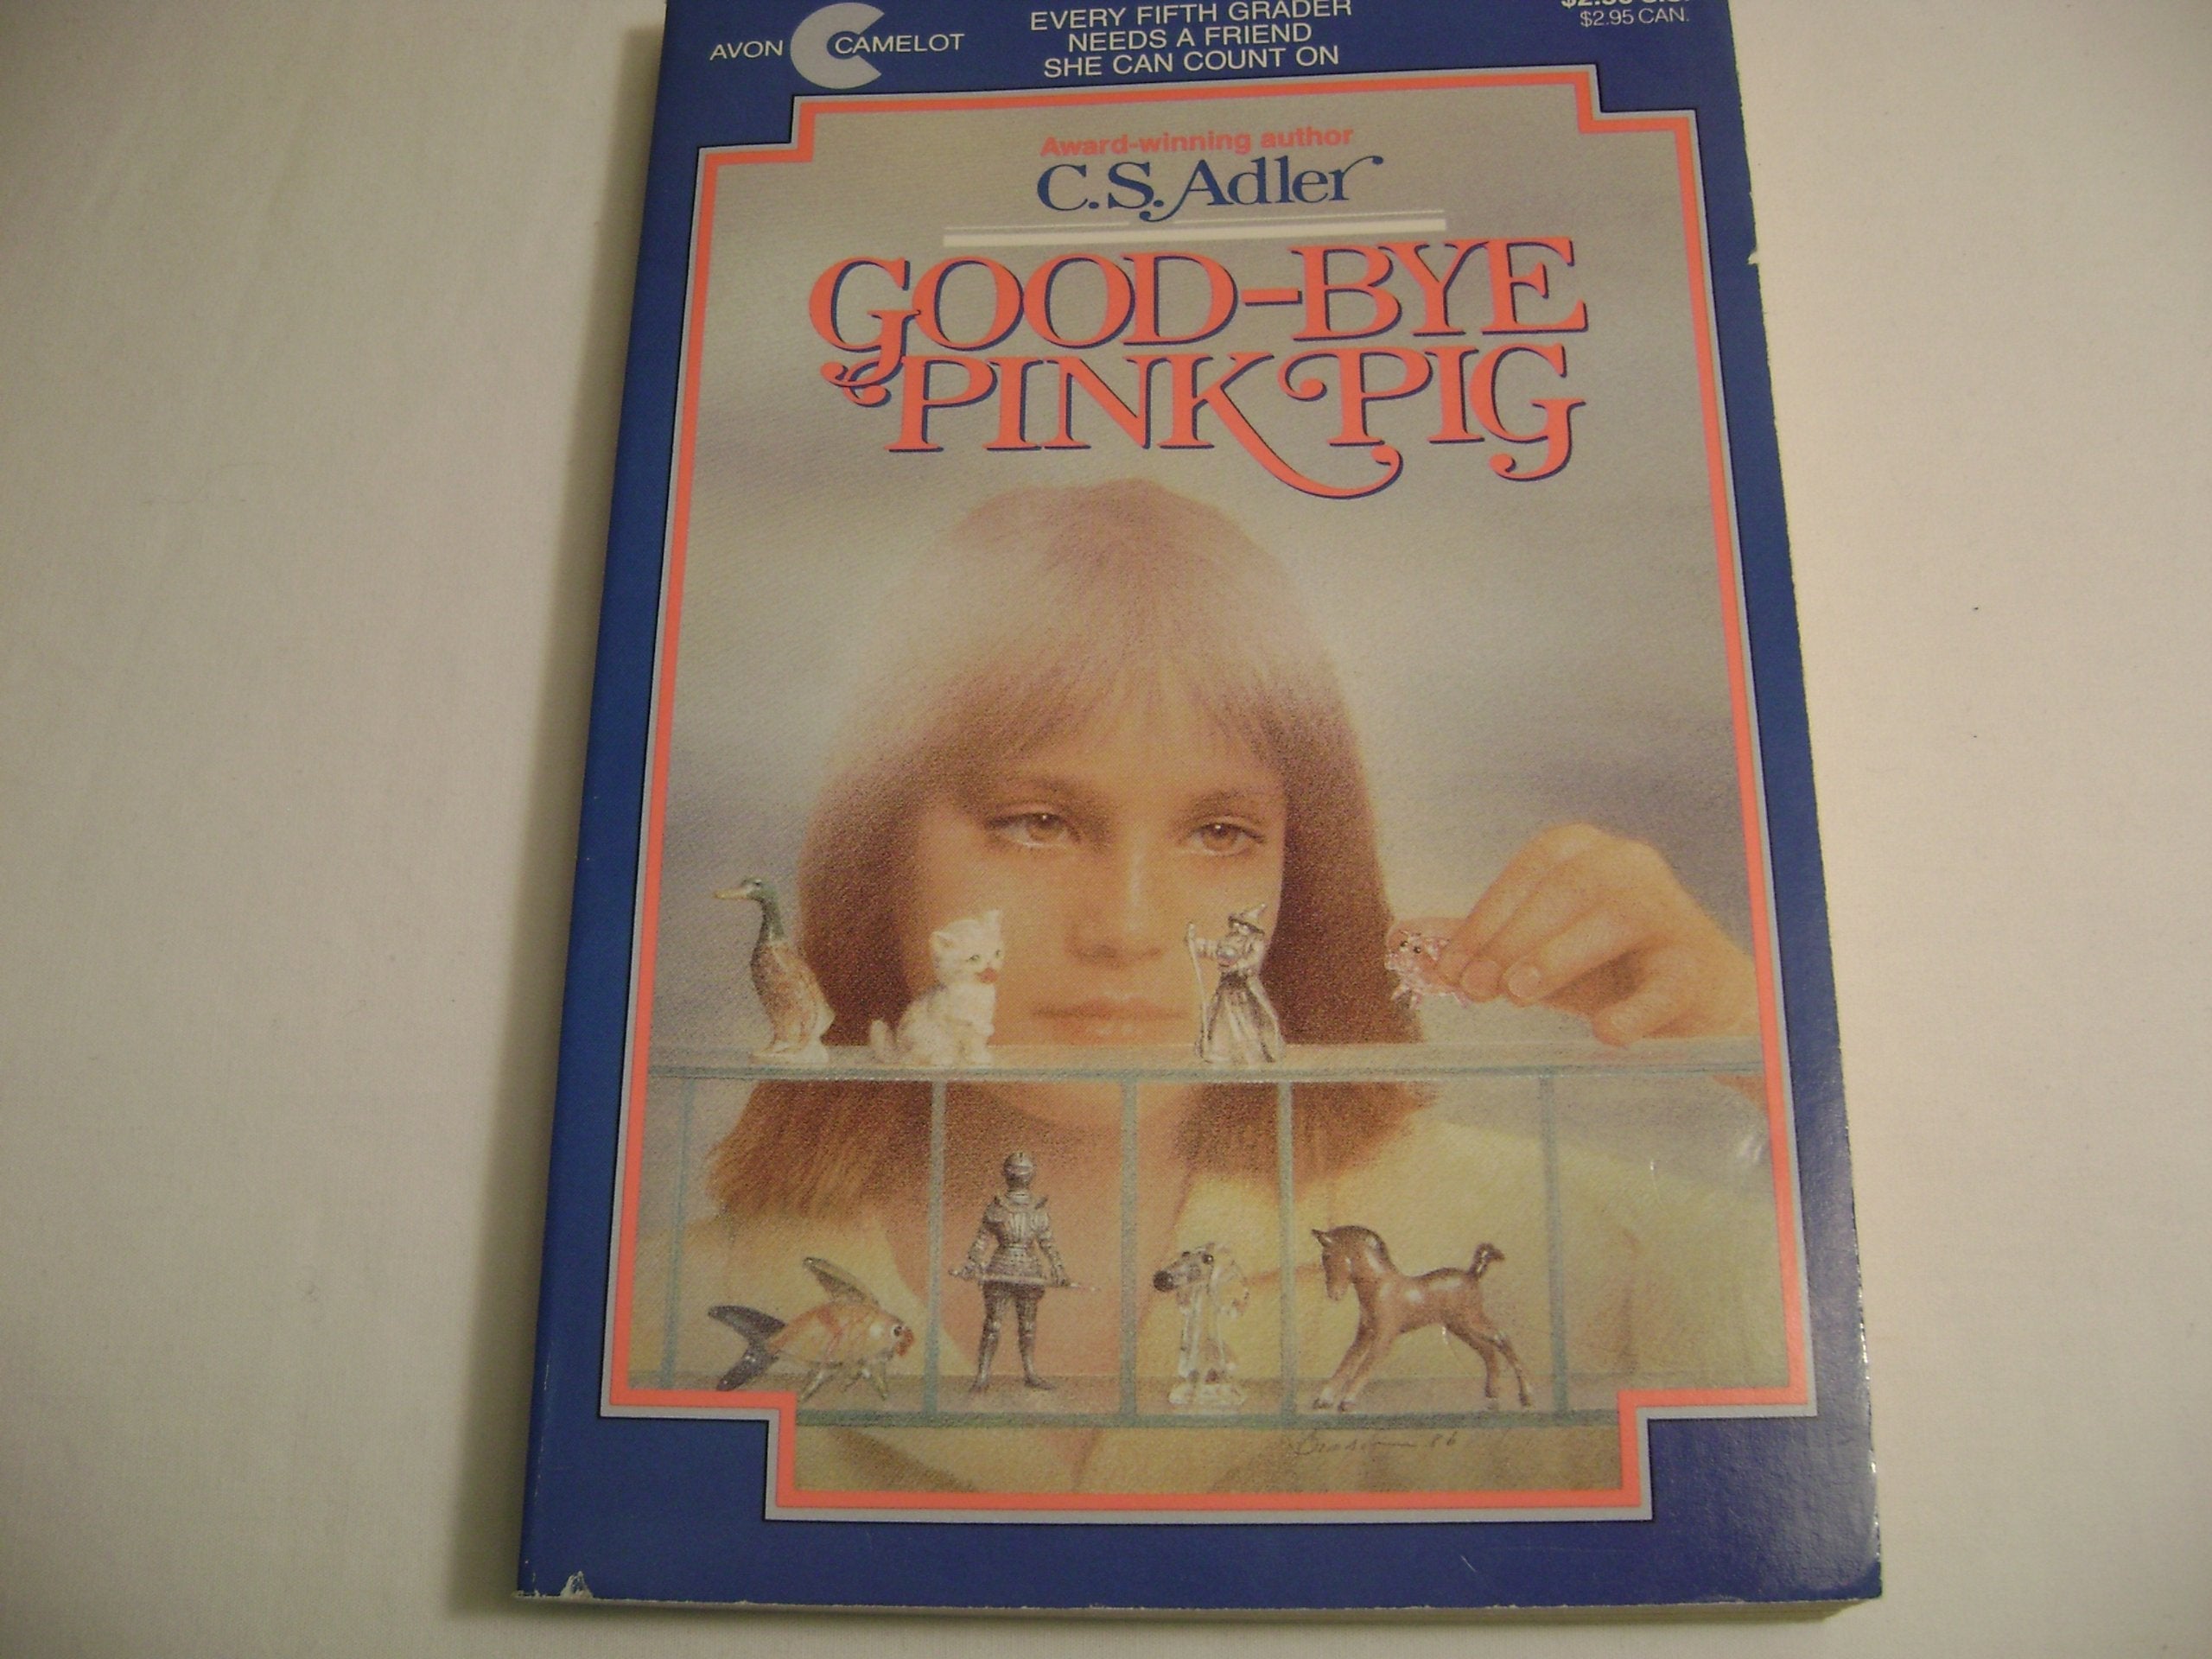 AVON CAMELOT
EVERY FIFTH GRADER
NEEDS A FRIEND
SHE CAN COUNT ON
$2.95 CAN.
Award-winning author
C.S. Adler
GOOD-BYE
PINK PIG
86